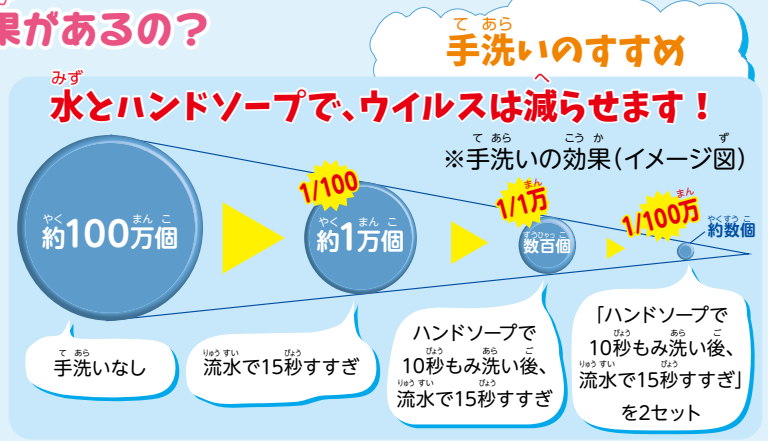 果があるの？
手洗いのすすめ
水とハンドソープで、ウイルスは減らせます！
※手洗いの効果（イメージ図）
約100万個
1/100
約1万個
1/1万
数百個
1/100万
約数個
手洗いなし
流水で15秒すすぎ
ハンドソープで
10秒もみ洗い後、
流水で15秒すすぎ
「ハンドソープで
10秒もみ洗い後、
流水で15秒すすぎ」
を2セット